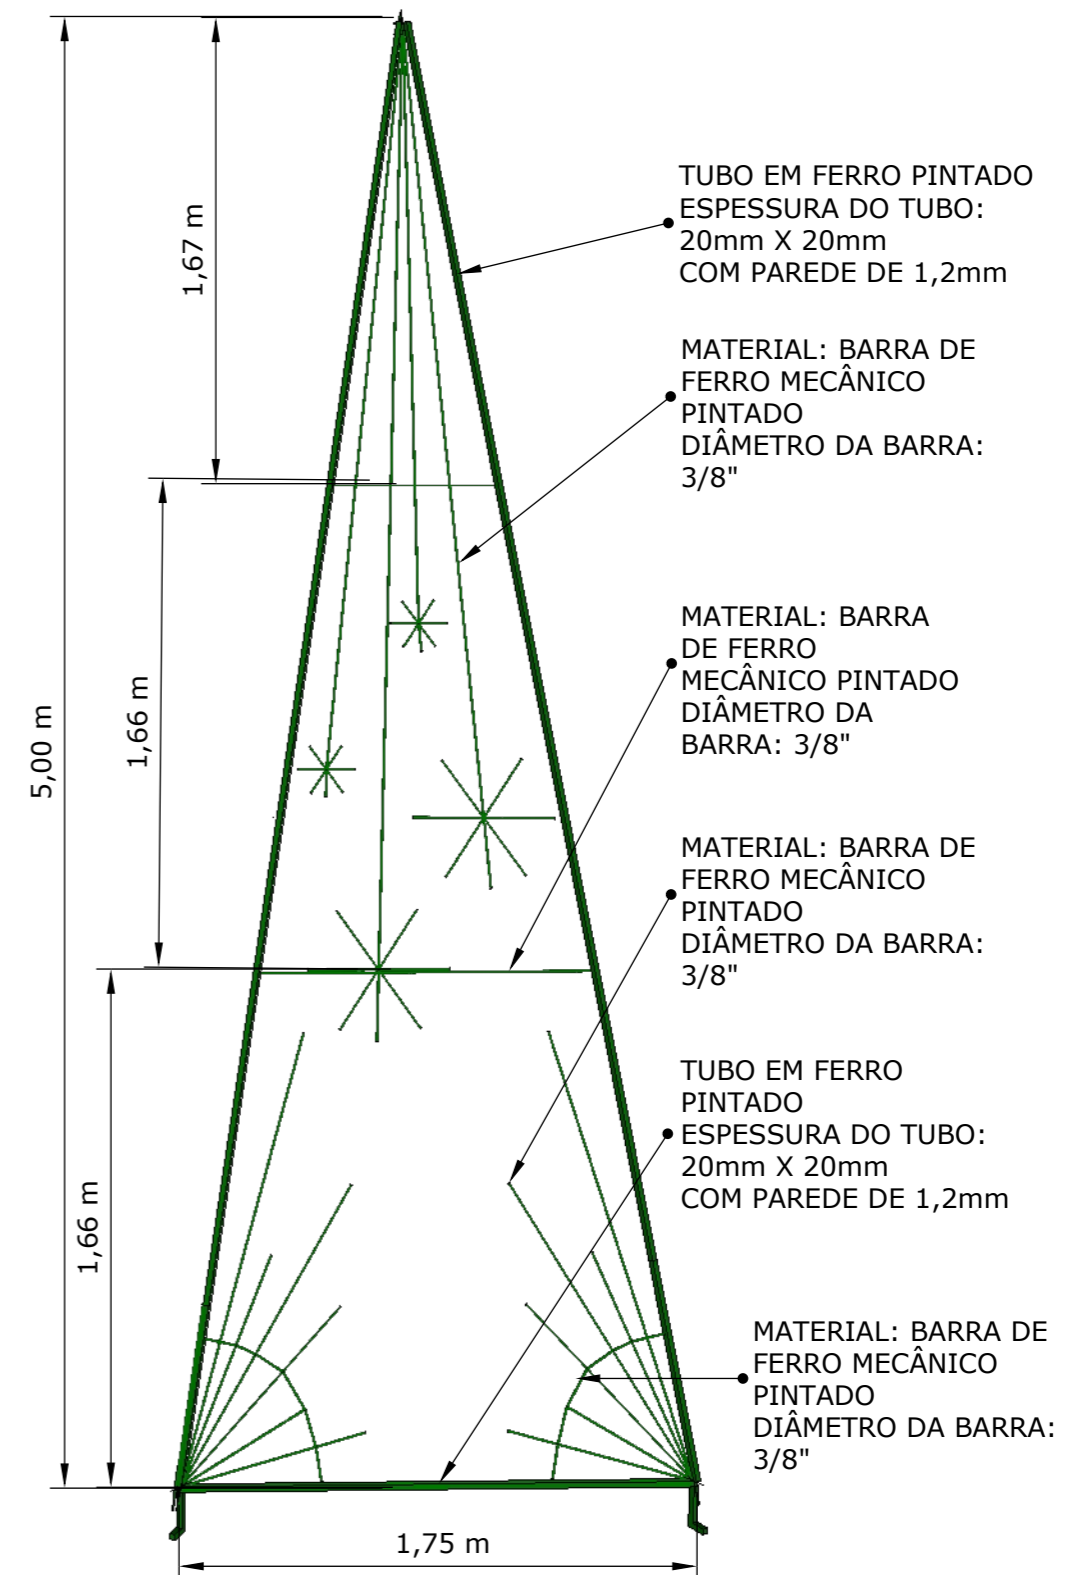 1,67 m
TUBO EM FERRO PINTADO
ESPESSURA DO TUBO:
20mm X 20mm
COM PAREDE DE 1,2mm
MATERIAL: BARRA DE
FERRO MECÂNICO
PINTADO
DIÂMETRO DA BARRA:
3/8"
5,00 m
1,66 m
MATERIAL: BARRA
DE FERRO
MECÂNICO PINTADO
DIÂMETRO DA
BARRA: 3/8"
MATERIAL: BARRA DE
FERRO MECÂNICO
PINTADO
DIÂMETRO DA BARRA:
3/8"
1,66 m
TUBO EM FERRO
PINTADO
ESPESSURA DO TUBO:
20mm X 20mm
COM PAREDE DE 1,2mm
MATERIAL: BARRA DE
FERRO MECÂNICO
PINTADO
DIÂMETRO DA BARRA:
3/8"
1,75 m